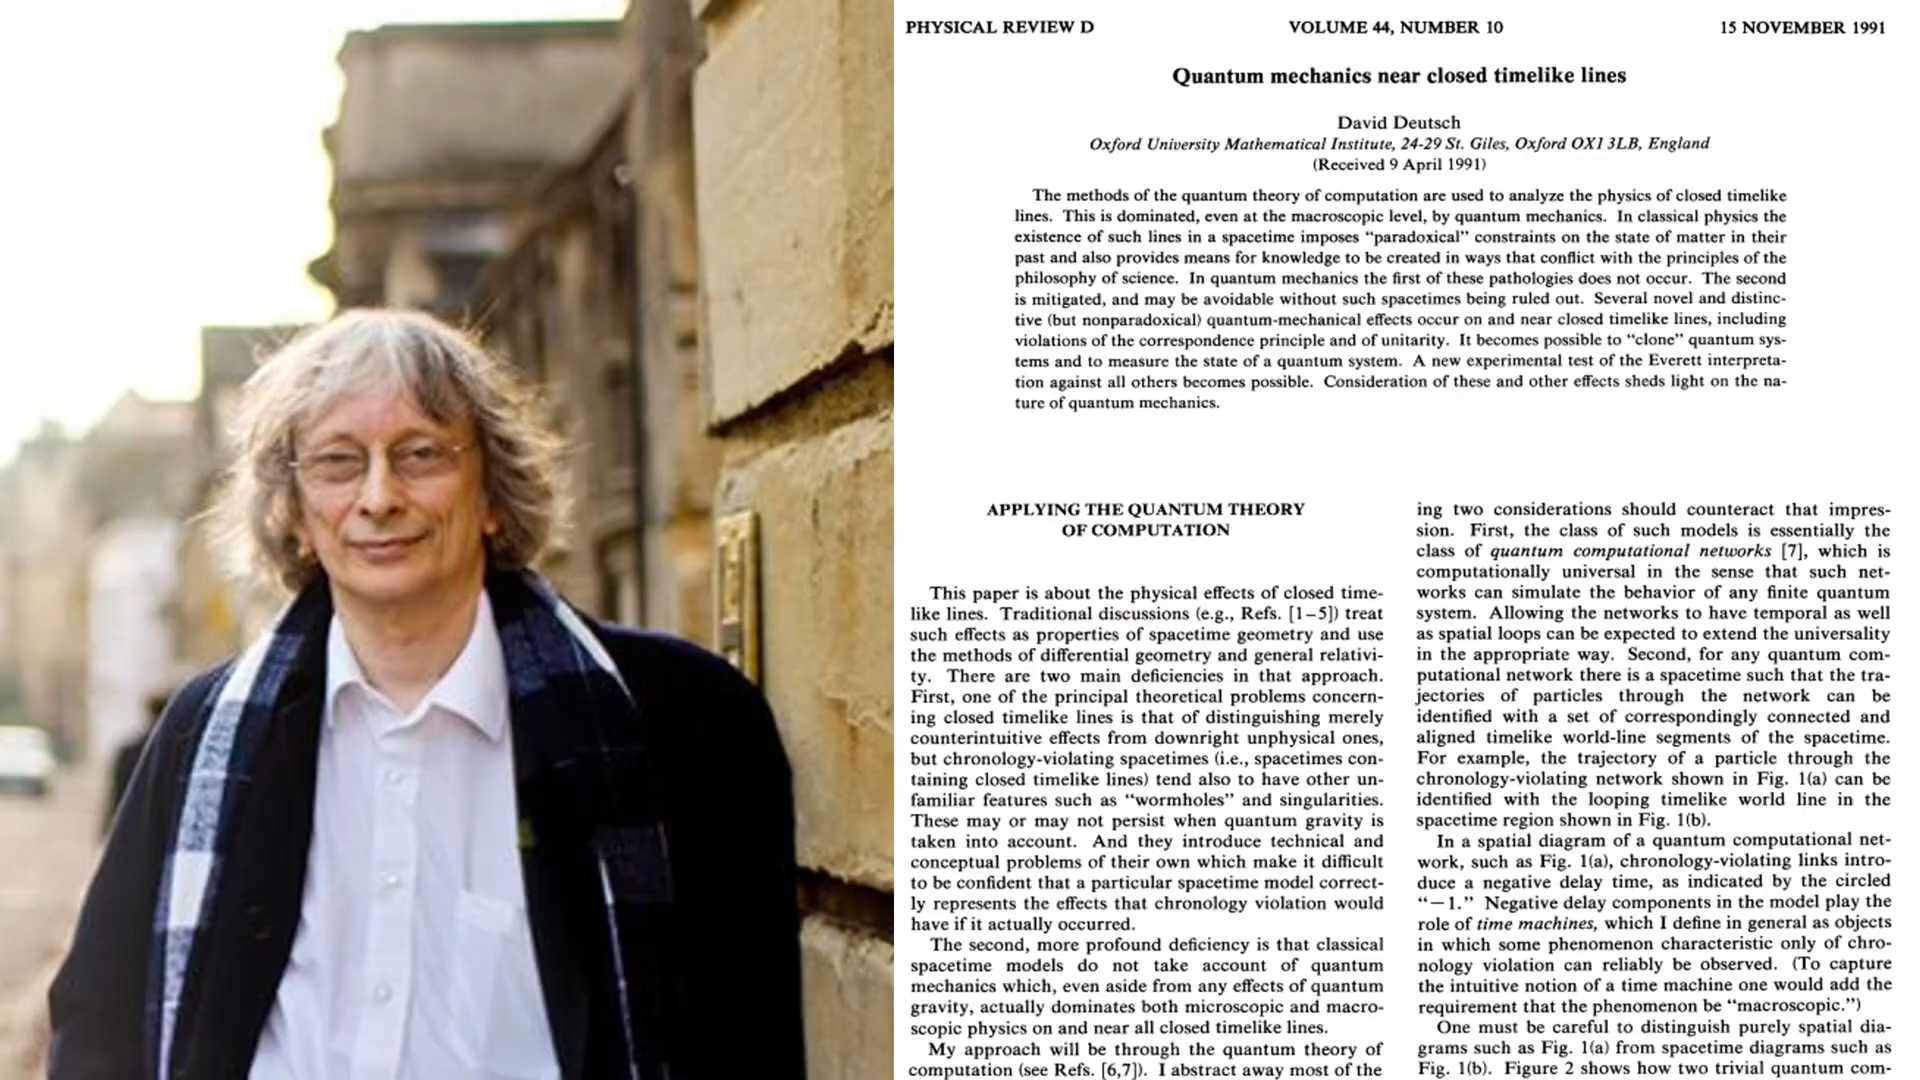 PHYSICAL REVIEW D VOLUME 44, NUMBER 10 15 NOVEMBER 1991
Quantum mechanics near closed timelike lines
David Deutsch
Oxford University Mathematical Institute, 24-29 St. Giles, Oxford OX1 3LB, England
(Received 9 April 1991)
The methods of the quantum theory of computation are used to analyze the physics of closed timelike
lines. This is dominated, even at the macroscopic level, by quantum mechanics. In classical physics the
existence of such lines in a spacetime imposes “paradoxical” constraints on the state of matter in their
past and also provides means for knowledge to be created in ways that conflict with the principles of the
philosophy of science. In quantum mechanics the first of these pathologies does not occur. The second
is mitigated, and may be avoidable without such spacetimes being ruled out. Several novel and distinc-
tive (but nonparadoxical) quantum-mechanical effects occur on and near closed timelike lines, including
violations of the correspondence principle and of unitarity. It becomes possible to “clone” quantum sys-
tems and to measure the state of a quantum system. A new experimental test of the Everett interpreta-
tion against all others becomes possible. Consideration of these and other effects sheds light on the na-
ture of quantum mechanics.
APPLYING THE QUANTUM THEORY
OF COMPUTATION
This paper is about the physical effects of closed time-
like lines. Traditional discussions (e.g., Refs. [1–5]) treat
such effects as properties of spacetime geometry and use
the methods of differential geometry and general relativi-
ty. There are two main deficiencies in that approach.
First, one of the principal theoretical problems concern-
ing closed timelike lines is that of distinguishing merely
counterintuitive effects from downright unphysical ones,
but chronology-violating spacetimes (i.e., spacetimes con-
taining closed timelike lines) tend also to have other un-
familiar features such as “wormholes” and singularities.
These may or may not persist when quantum gravity is
taken into account. And they introduce technical and
conceptual problems of their own which make it difficult
to be confident that a particular spacetime model correct-
ly represents the effects that chronology violation would
have if it actually occurred.
The second, more profound deficiency is that classical
spacetime models do not take account of quantum
mechanics which, even aside from any effects of quantum
gravity, actually dominates both microscopic and macro-
scopic physics on and near all closed timelike lines.
My approach will be through the quantum theory of
computation (see Refs. [6,7]). I abstract away most of the
ing two considerations should counteract that impres-
sion. First, the class of such models is essentially the
class of quantum computational networks [7], which is
computationally universal in the sense that such net-
works can simulate the behavior of any finite quantum
system. Allowing the networks to have temporal as well
as spatial loops can be expected to extend the universality
in the appropriate way. Second, for any quantum com-
putational network there is a spacetime such that the tra-
jectories of particles through the network can be
identified with a set of correspondingly connected and
aligned timelike world-line segments of the spacetime.
For example, the trajectory of a particle through the
chronology-violating network shown in Fig. 1(a) can be
identified with the looping timelike world line in the
spacetime region shown in Fig. 1(b).
In a spatial diagram of a quantum computational net-
work, such as Fig. 1(a), chronology-violating links intro-
duce a negative delay time, as indicated by the circled
“−1.” Negative delay components in the model play the
role of time machines, which I define in general as objects
in which some phenomenon characteristic only of chro-
nology violation can reliably be observed. (To capture
the intuitive notion of a time machine one would add the
requirement that the phenomenon be “macroscopic.”)
One must be careful to distinguish purely spatial dia-
grams such as Fig. 1(a) from spacetime diagrams such as
Fig. 1(b). Figure 2 shows how two trivial quantum com-